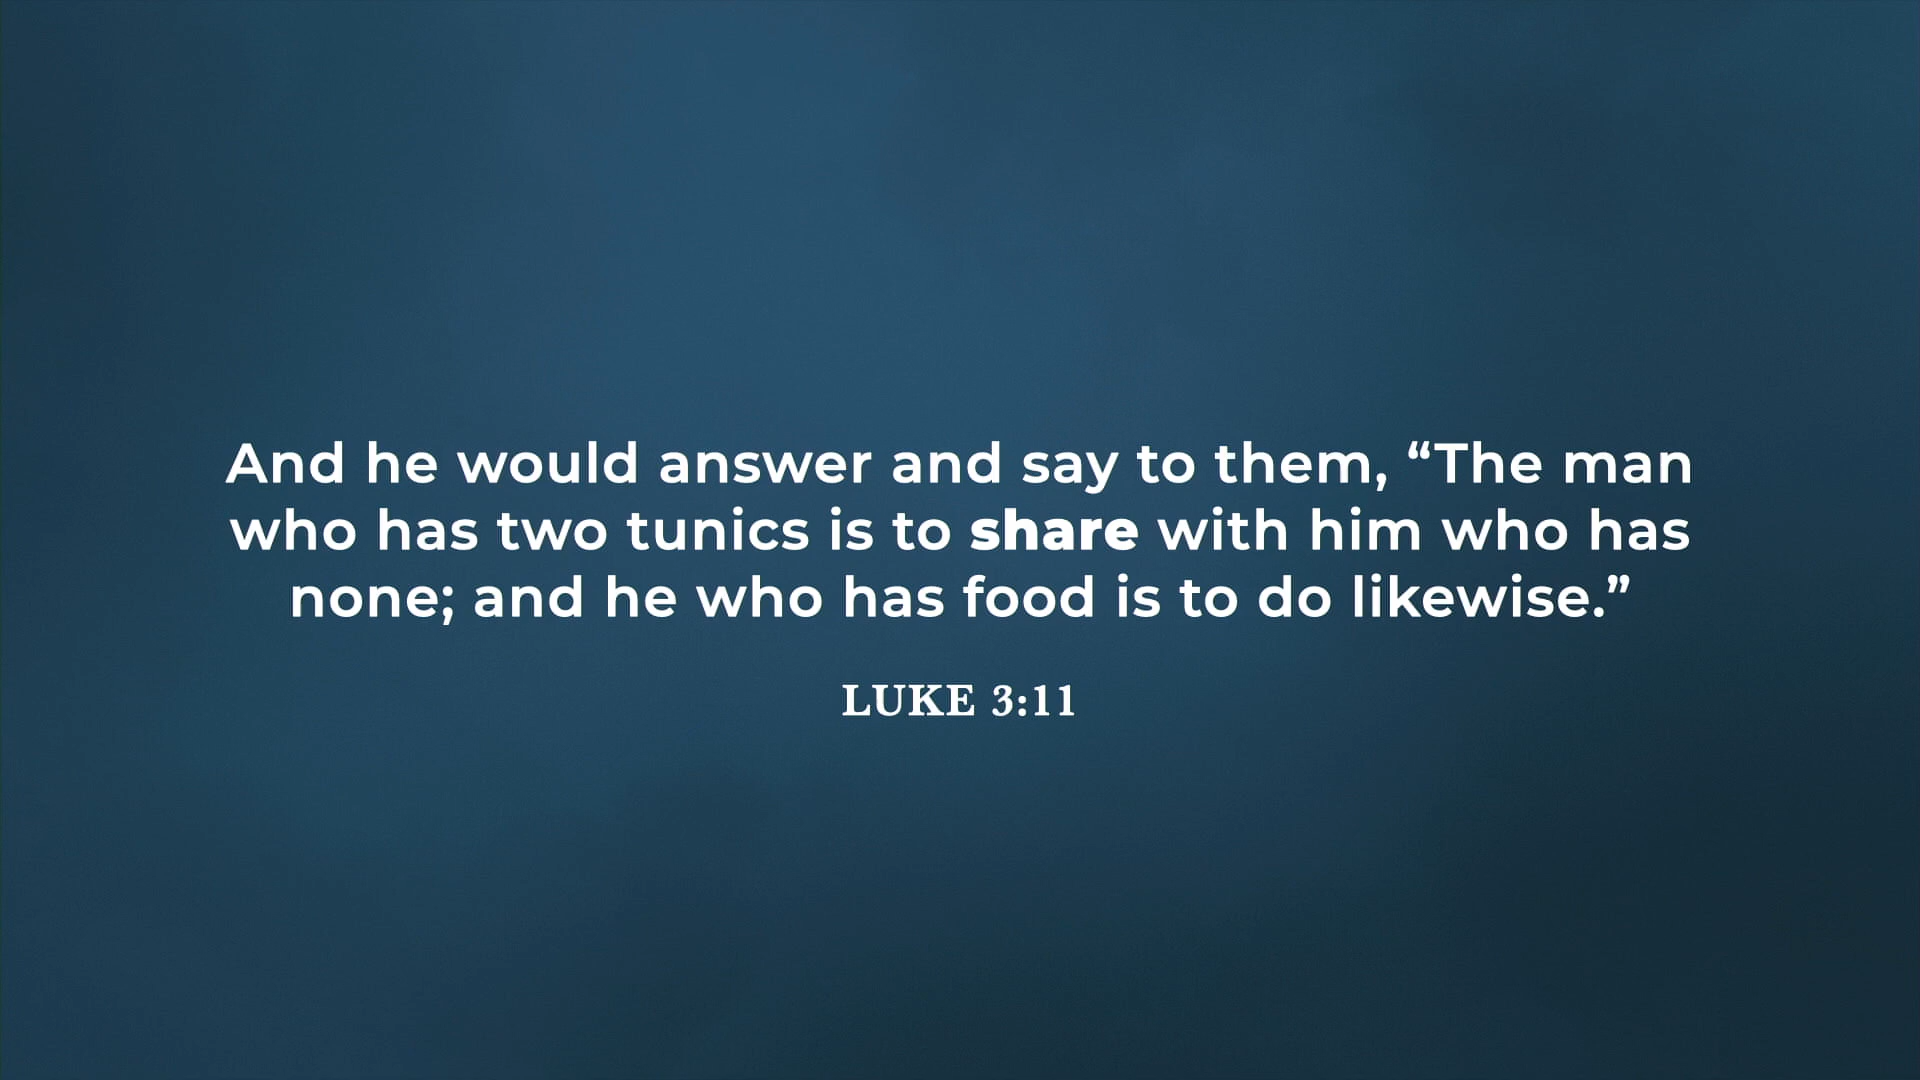 And he would answer and say to them, “The man
who has two tunics is to share with him who has
none; and he who has food is to do likewise.”
LUKE 3:11